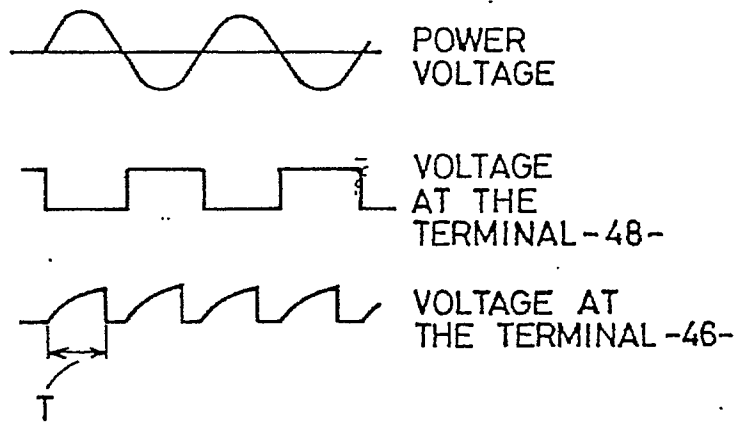 POWER
VOLTAGE
VOLTAGE
AT THE
TERMINAL-48-
VOLTAGE AT
THE TERMINAL-46-
T